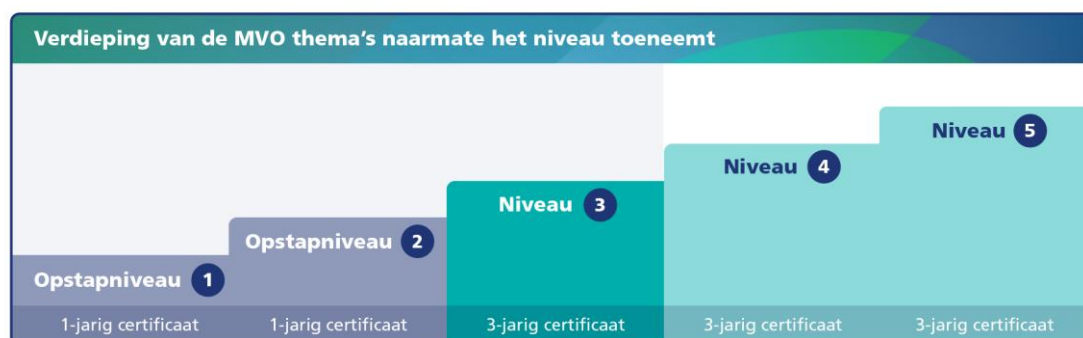 Verdieping van de MVO thema's naarmate het niveau toeneemt
Opstapniveau 1
Opstapniveau 2
Niveau 3
Niveau 4
Niveau 5
1-jarig certificaat
1-jarig certificaat
3-jarig certificaat
3-jarig certificaat
3-jarig certificaat